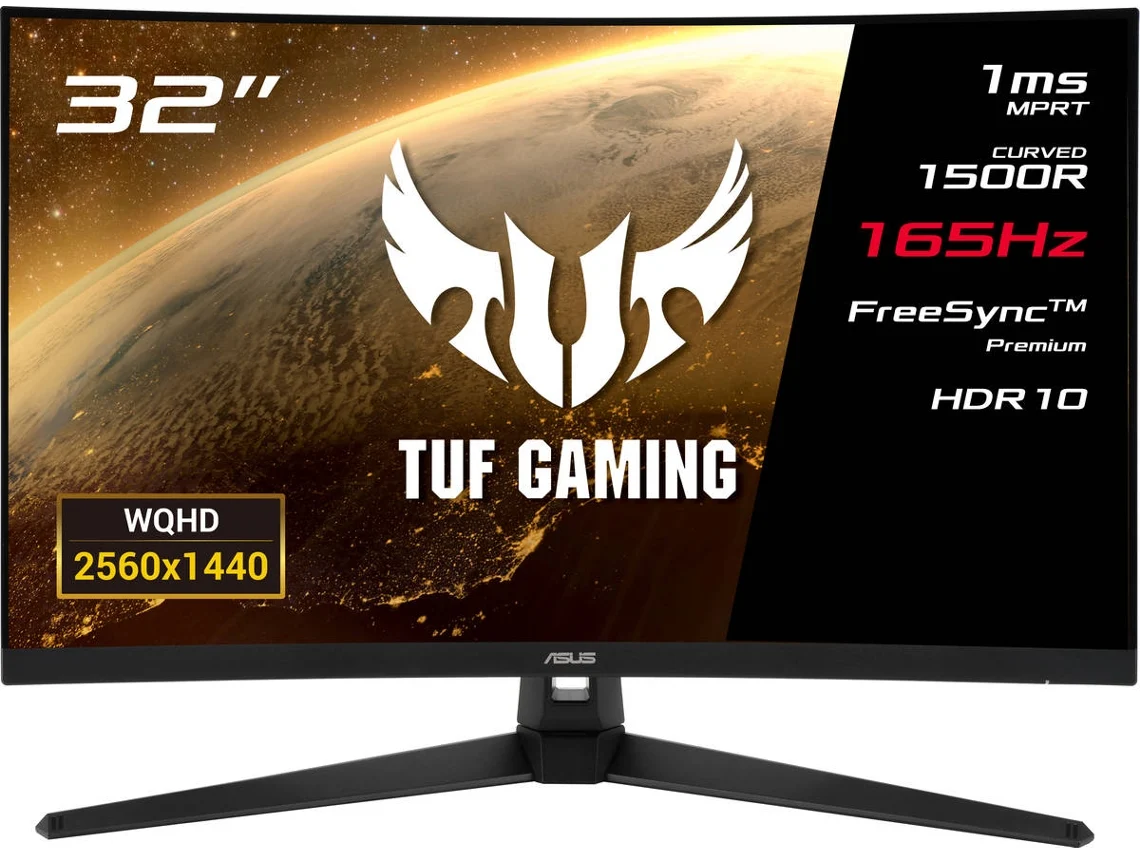 32"
1ms
MPRT
CURVED
1500R
165Hz
FreeSync™
Premium
HDR 10
TUF GAMING
WQHD
2560x1440
ASUS